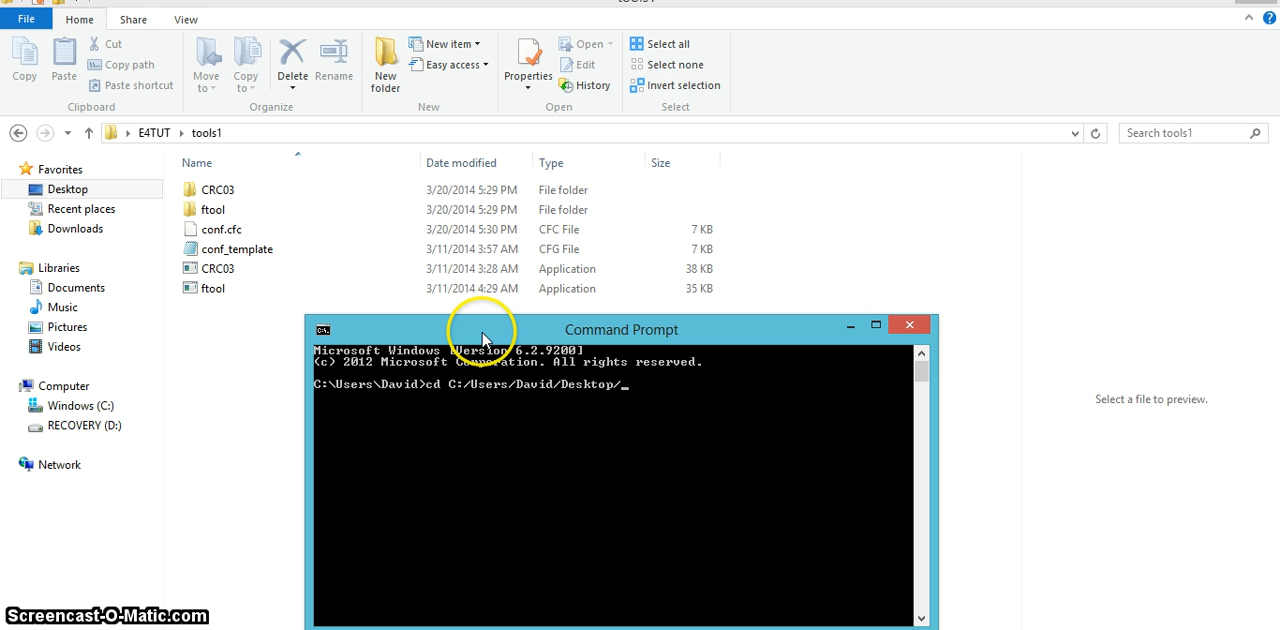 File
Home
Share
View
Copy
Paste
Cut
Copy path
Paste shortcut
Clipboard
Move to
Copy to
Delete
Rename
Organize
New folder
New item
Easy access
New
Properties
Open
Edit
History
Open
Select all
Select none
Invert selection
Select
E4TUT
tools1
Search tools1
Favorites
Desktop
Recent places
Downloads
Libraries
Documents
Music
Pictures
Videos
Computer
Windows (C:)
RECOVERY (D:)
Network
Name Date modified Type Size
CRC03 3/20/2014 5:29 PM File folder
ftool 3/20/2014 5:29 PM File folder
conf.cfc 3/20/2014 5:30 PM CFC File 7 KB
conf_template 3/11/2014 3:57 AM CFG File 7 KB
CRC03 3/11/2014 3:28 AM Application 38 KB
ftool 3/11/2014 4:29 AM Application 35 KB
Select a file to preview.
Command Prompt
Microsoft Windows [Version 6.2.9200]
(c) 2012 Microsoft Corporation. All rights reserved.
C:\Users\David>cd C:/Users/David/Desktop/_
Screencast-O-Matic.com